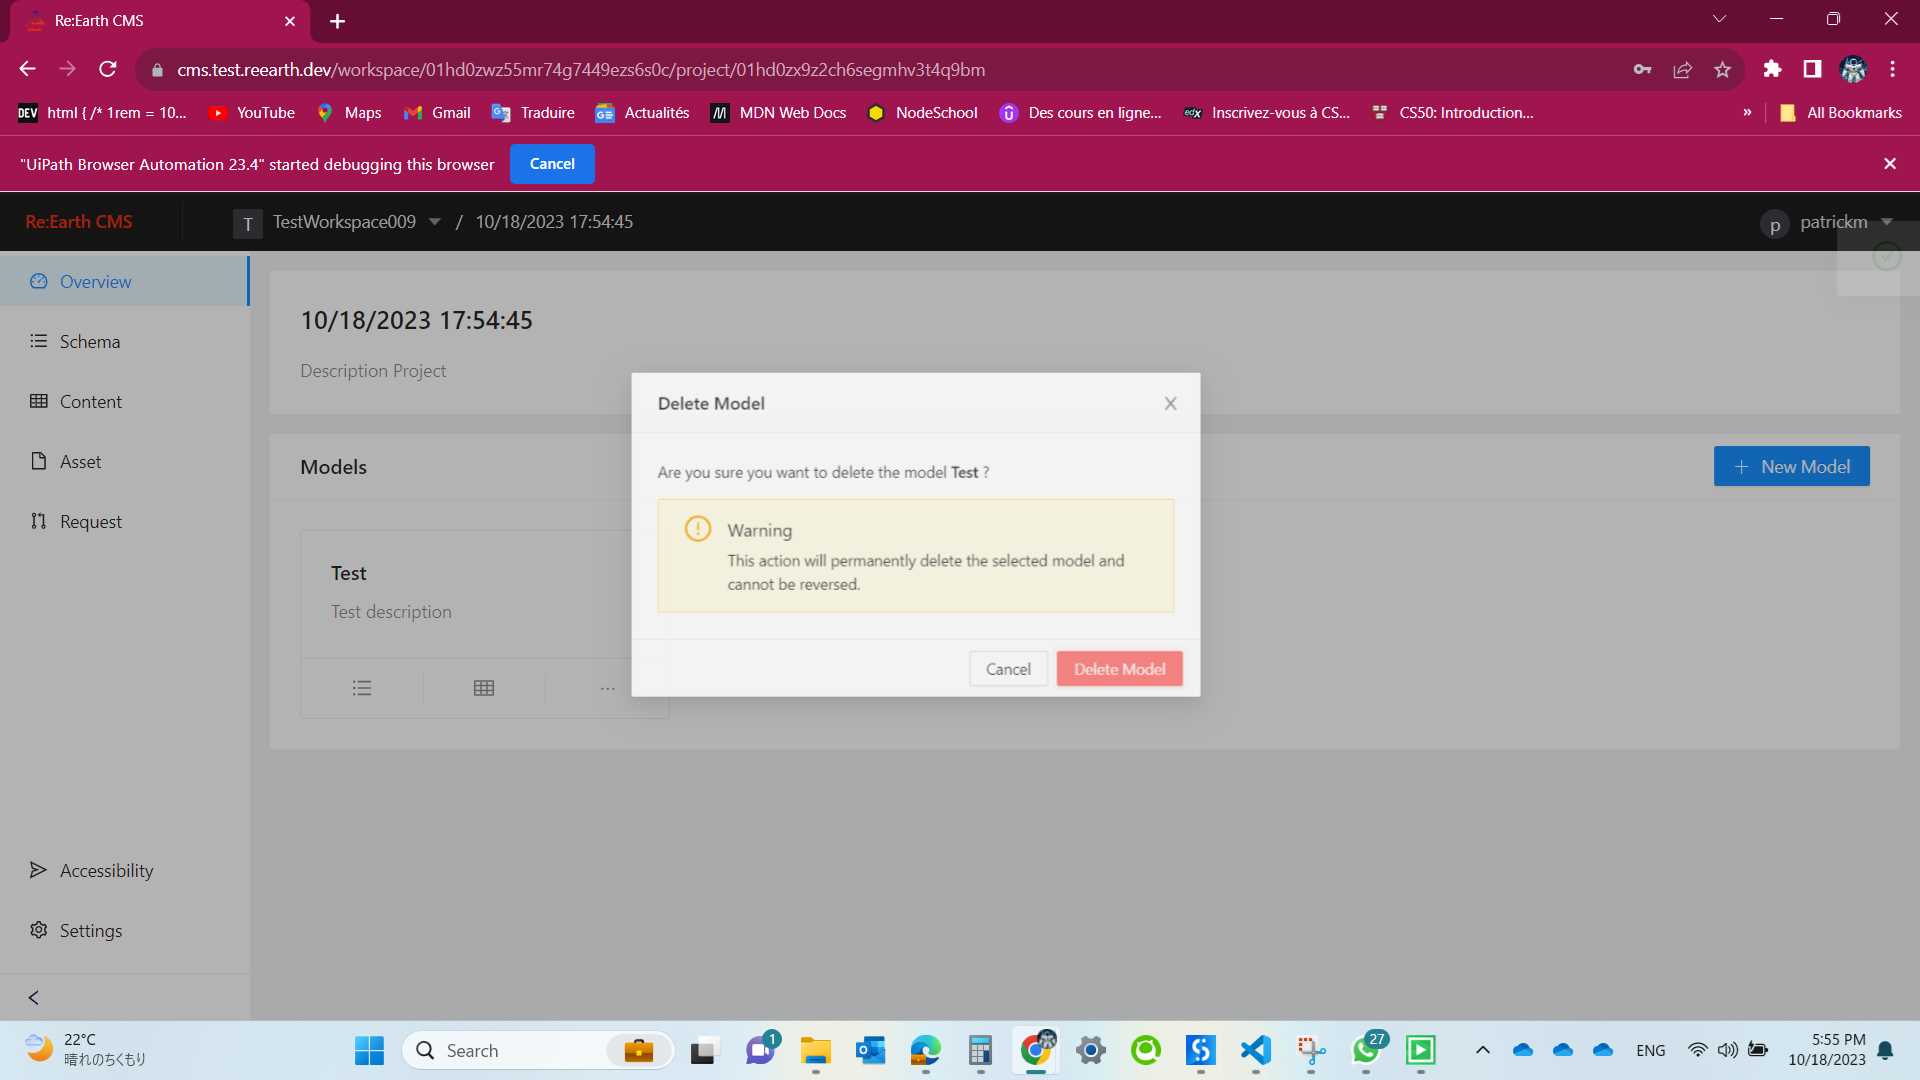 Re:Earth CMS
cms.test.reearth.dev/workspace/01hd0zwz55mr74g7449ezs6s0c/project/01hd0zx9z2ch6segmhv3t4q9bm
DEV html { /* 1rem = 10... YouTube Maps Gmail Traduire Actualités MDN Web Docs NodeSchool Des cours en ligne... edX Inscrivez-vous à CS... CS50: Introduction... » All Bookmarks
"UiPath Browser Automation 23.4" started debugging this browser Cancel
Re:Earth CMS T TestWorkspace009 / 10/18/2023 17:54:45 p patrickm
Overview
Schema
Content
Asset
Request
Accessibility
Settings
10/18/2023 17:54:45
Description Project
Models
New Model
Test
Test description
Delete Model
Are you sure you want to delete the model Test ?
Warning
This action will permanently delete the selected model and
cannot be reversed.
Cancel Delete Model
22°C
晴れのちくもり
Search
1
27
ENG
5:55 PM
10/18/2023